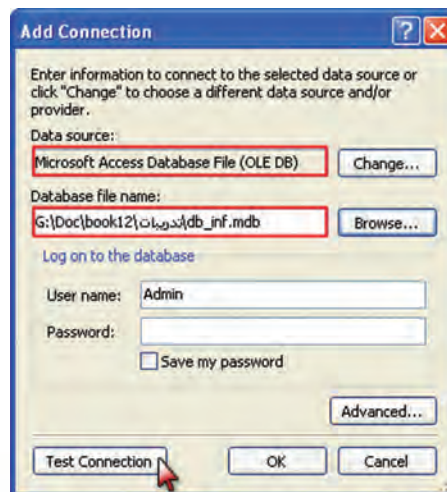 Add Connection
Enter information to connect to the selected data source or
click "Change" to choose a different data source and/or
provider.
Data source:
Microsoft Access Database File (OLE DB)
Change...
Database file name:
G:\Doc\book12\تدريبات\db_inf.mdb
Browse...
Log on to the database
User name:
Admin
Password:
Save my password
Advanced...
Test Connection
OK
Cancel